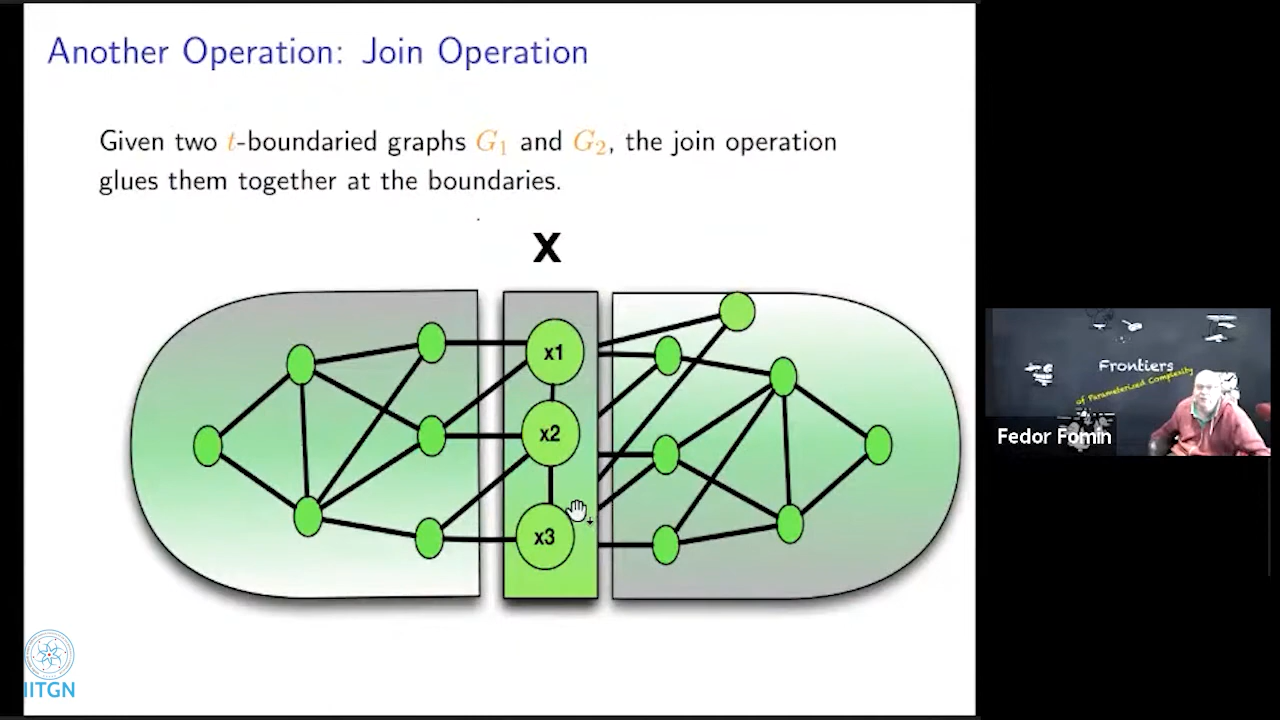 Another Operation: Join Operation
Given two t-boundaried graphs G1 and G2, the join operation
glues them together at the boundaries.
X
x1
x2
x3
Frontiers
of Parameterized Complexity
Fedor Fomin
IITGN